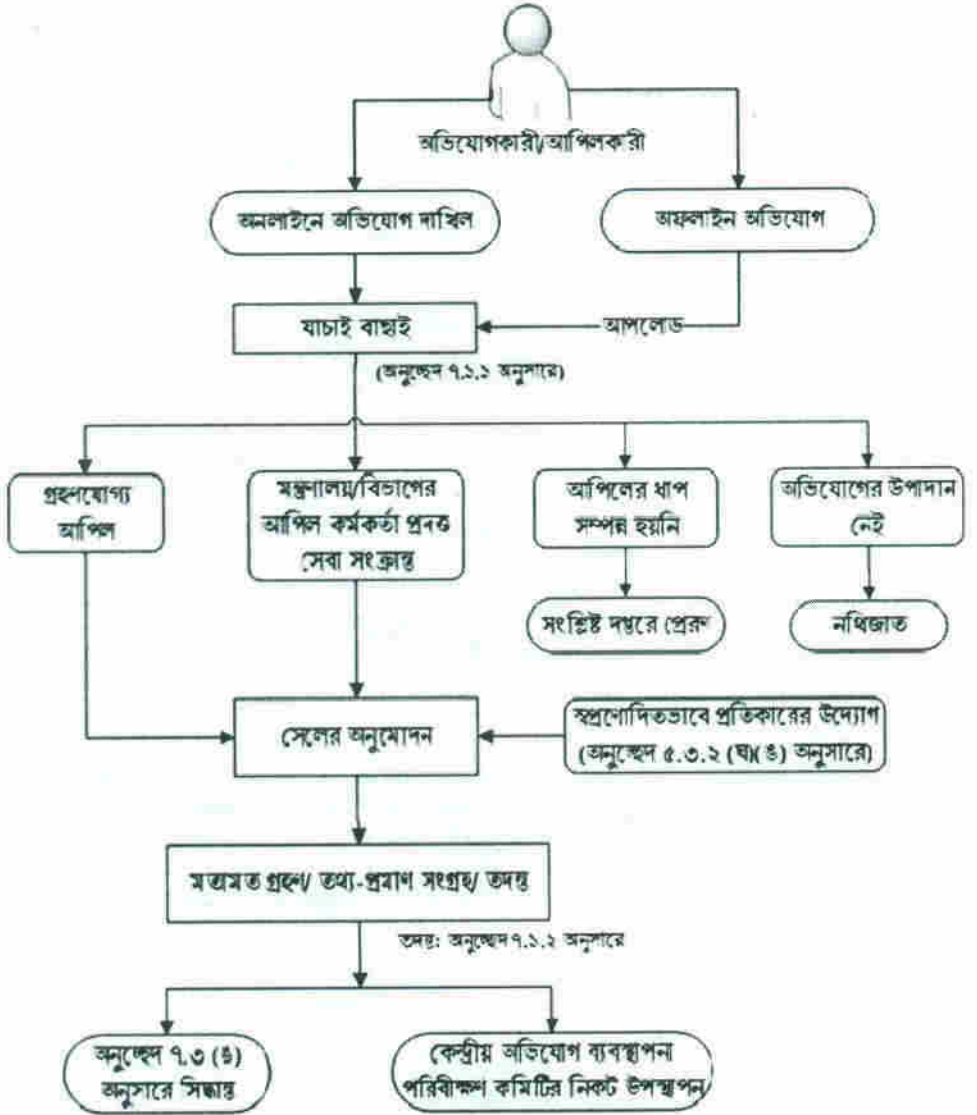 অভিযোগকারী/আপিলকারী
অনলাইনে অভিযোগ দাখিল
অফলাইন অভিযোগ
যাচাই বাছাই
আপলোড
(অনুচ্ছেদ ৭.১.১ অনুসারে)
গ্রহণযোগ্য
আপিল
মন্ত্রণালয়/বিভাগের
আপিল কর্মকর্তা প্রদত্ত
সেবা সংক্রান্ত
আপিলের ধাপ
সম্পন্ন হয়নি
অভিযোগের উপাদান
নেই
সংশ্লিষ্ট দপ্তরে প্রেরণ
নথিজাত
সেলের অনুমোদন
স্বপ্রণোদিতভাবে প্রতিকারের উদ্যোগ
(অনুচ্ছেদ ৫.৩.২ (ঘ)(ঙ) অনুসারে)
মতামত গ্রহণ/ তথ্য-প্রমাণ সংগ্রহ/ তদন্ত
তদন্ত: অনুচ্ছেদ ৭.১.২ অনুসারে
অনুচ্ছেদ ৭.৩ (ঙ)
অনুসারে সিদ্ধান্ত
কেন্দ্রীয় অভিযোগ ব্যবস্থাপনা
পরিবীক্ষণ কমিটির নিকট উপস্থাপন